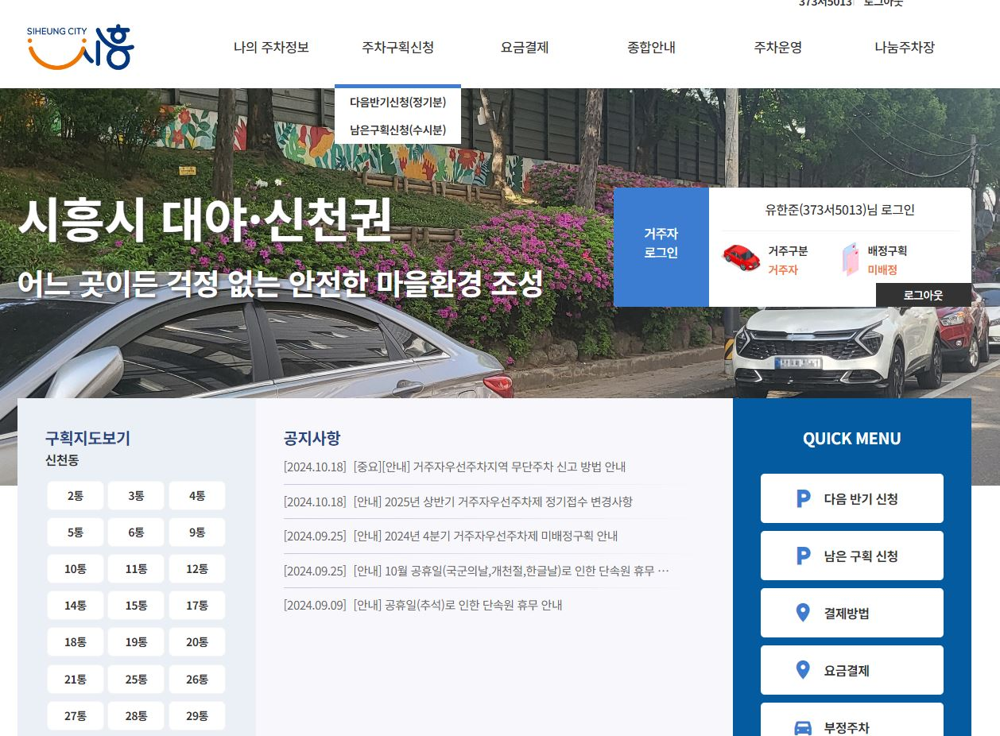 373서5013 로그아웃
SIHEUNG CITY
시흥
나의 주차정보 주차구획신청 요금결제 종합안내 주차운영 나눔주차장
다음반기신청(정기분)
남은구획신청(수시분)
시흥시 대야·신천권
어느 곳이든 걱정 없는 안전한 마을환경 조성
거주자
로그인
유한준(373서5013)님 로그인
거주구분
거주자
배정구획
미배정
로그아웃
구획지도보기
신천동
2통 3통 4통
5통 6통 9통
10통 11통 12통
14통 15통 17통
18통 19통 20통
21통 25통 26통
27통 28통 29통
공지사항
[2024.10.18] [중요][안내] 거주자우선주차지역 무단주차 신고 방법 안내
[2024.10.18] [안내] 2025년 상반기 거주자우선주차제 정기접수 변경사항
[2024.09.25] [안내] 2024년 4분기 거주자우선주차제 미배정구획 안내
[2024.09.25] [안내] 10월 공휴일(국군의날,개천절,한글날)로 인한 단속원 휴무 …
[2024.09.09] [안내] 공휴일(추석)로 인한 단속원 휴무 안내
QUICK MENU
다음 반기 신청
남은 구획 신청
결제방법
요금결제
부정주차